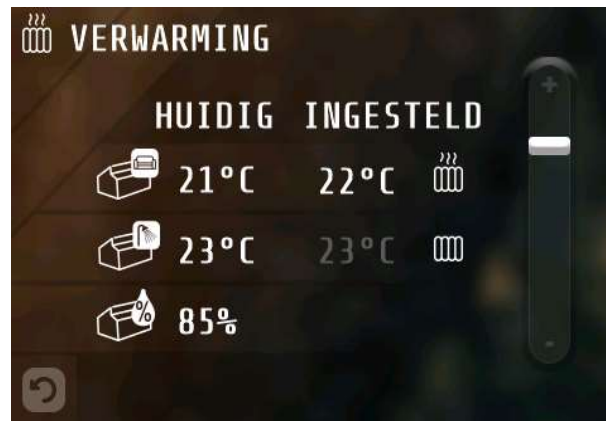 VERWARMING
HUIDIG INGESTELD
21°C 22°C
23°C 23°C
% 85%
+
-